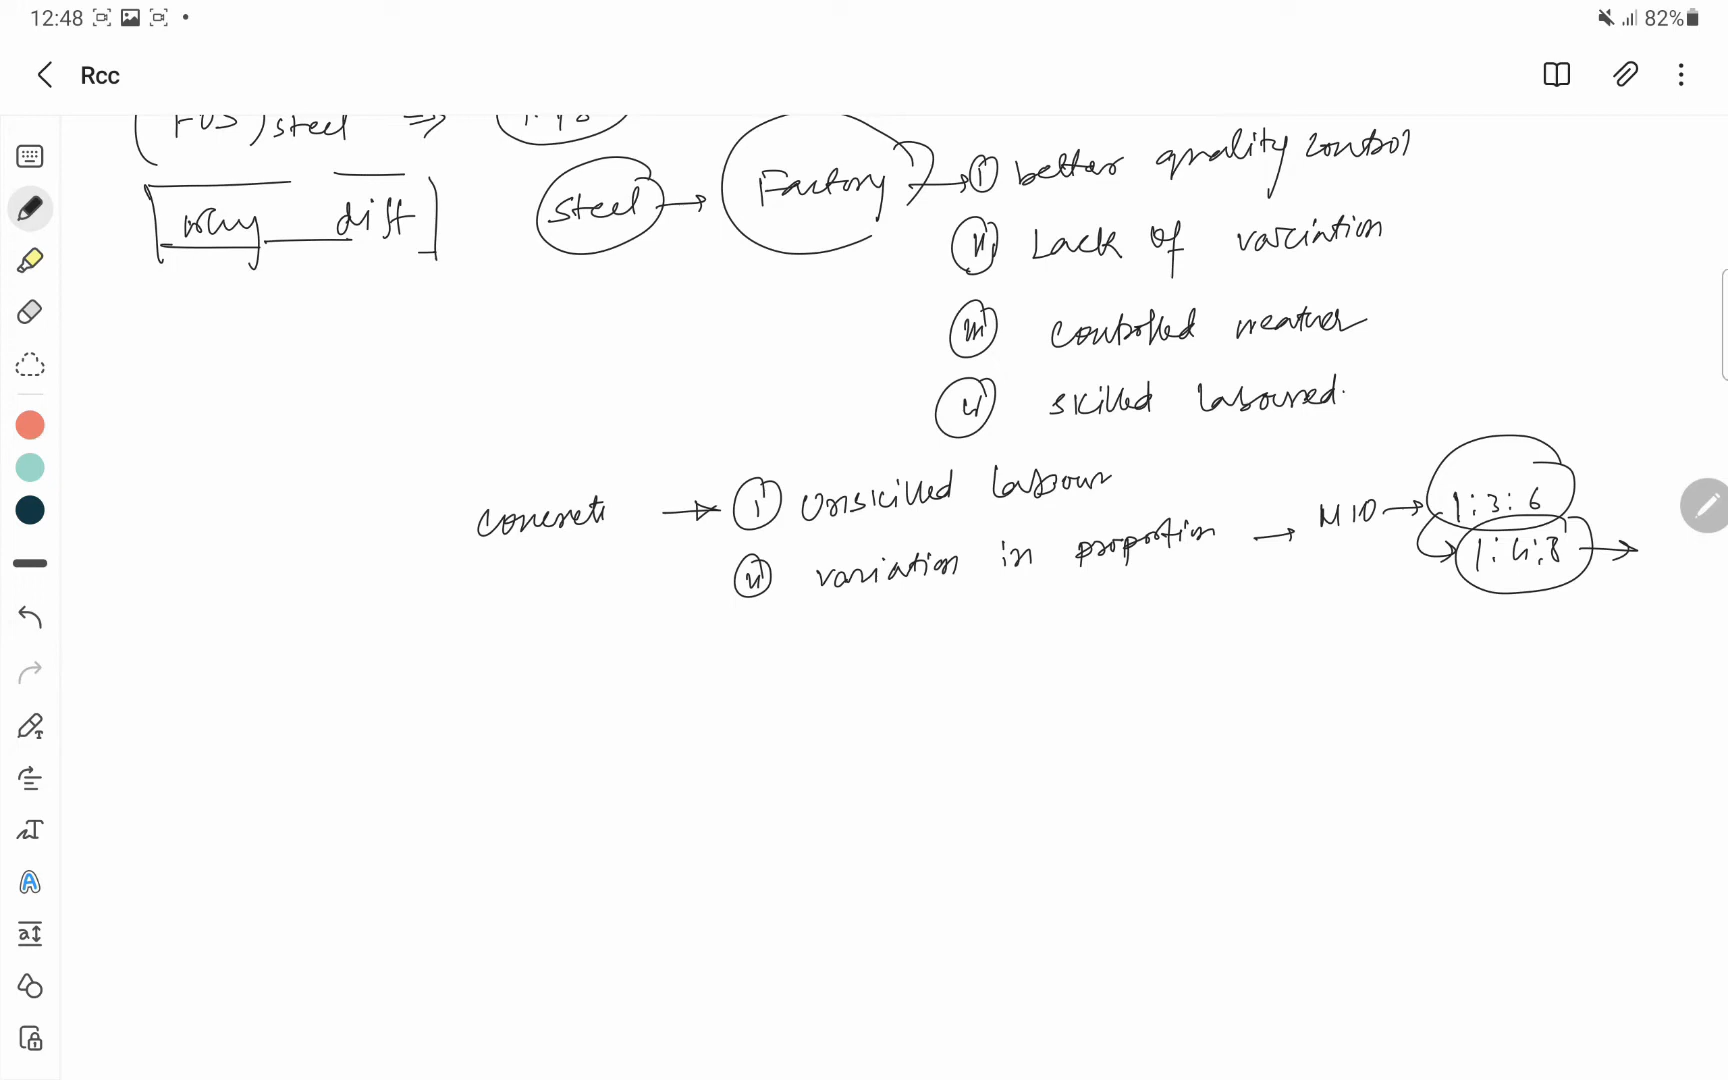 12:48 82%
Rcc
(FOS)steel ⇒
why diff
steel → Factory → i better quality control
ii Lack of variation
iii controlled weather
iv skilled laboured.
concrete → i Unskilled labour
ii variation in proportion → M10 → 1:3:6
1:4:8 →